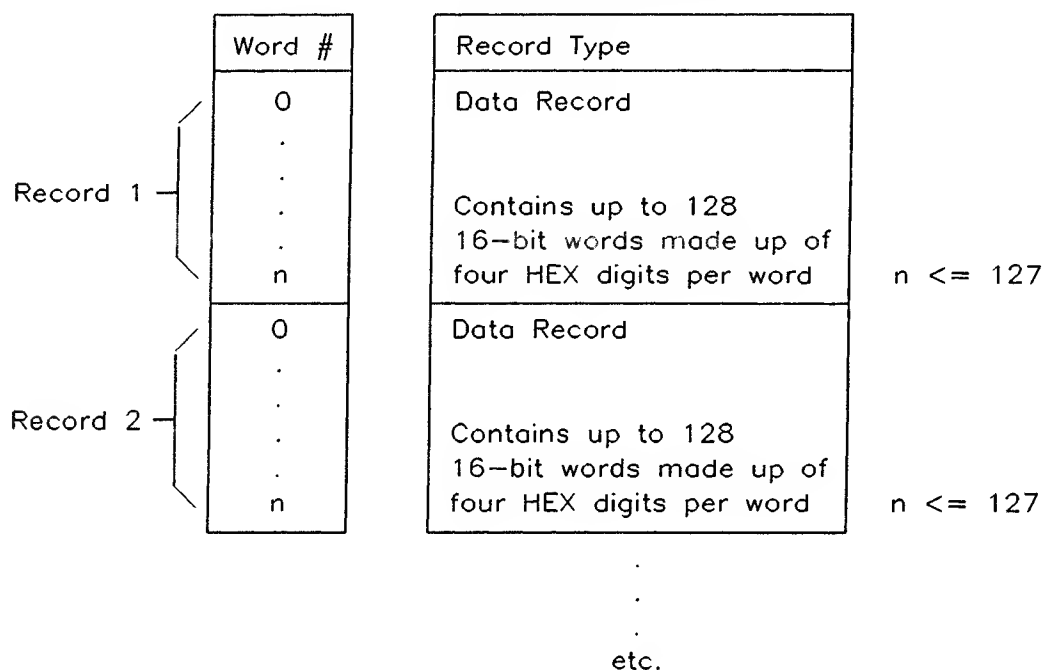 Word # Record Type
0 Data Record
.
.
Record 1
. Contains up to 128
. 16-bit words made up of
n four HEX digits per word n <= 127
0 Data Record
.
.
Record 2
. Contains up to 128
. 16-bit words made up of
n four HEX digits per word n <= 127
.
.
.
etc.